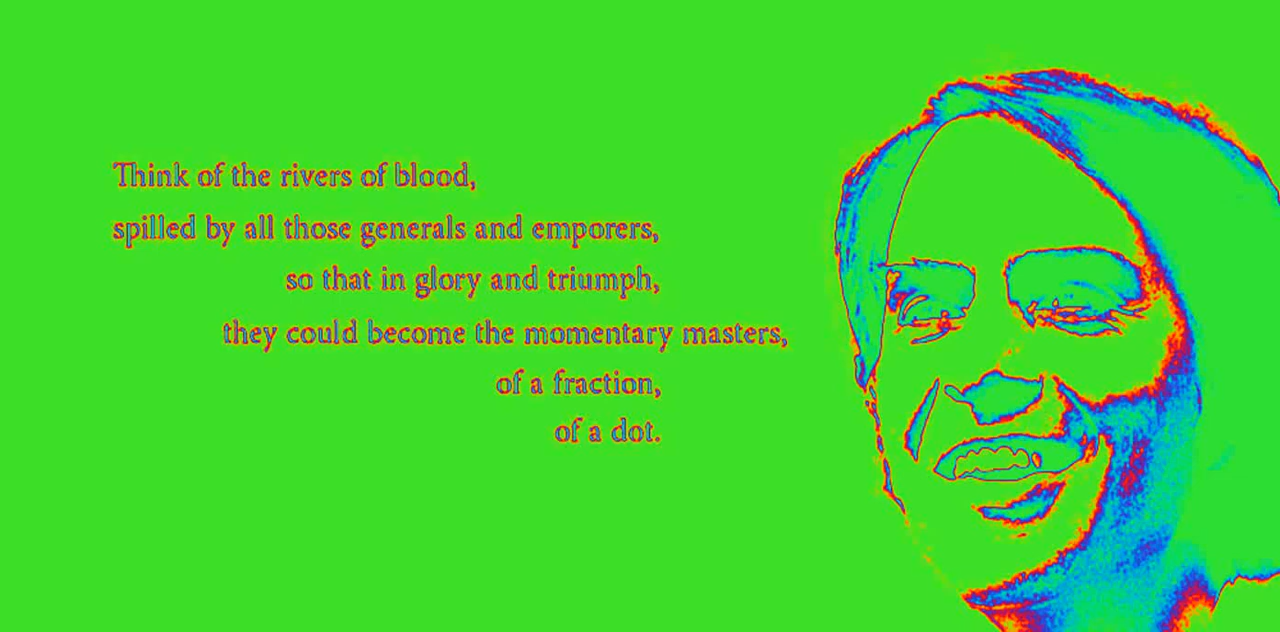 Think of the rivers of blood,
spilled by all those generals and emporers,
so that in glory and triumph,
they could become the momentary masters,
of a fraction,
of a dot.